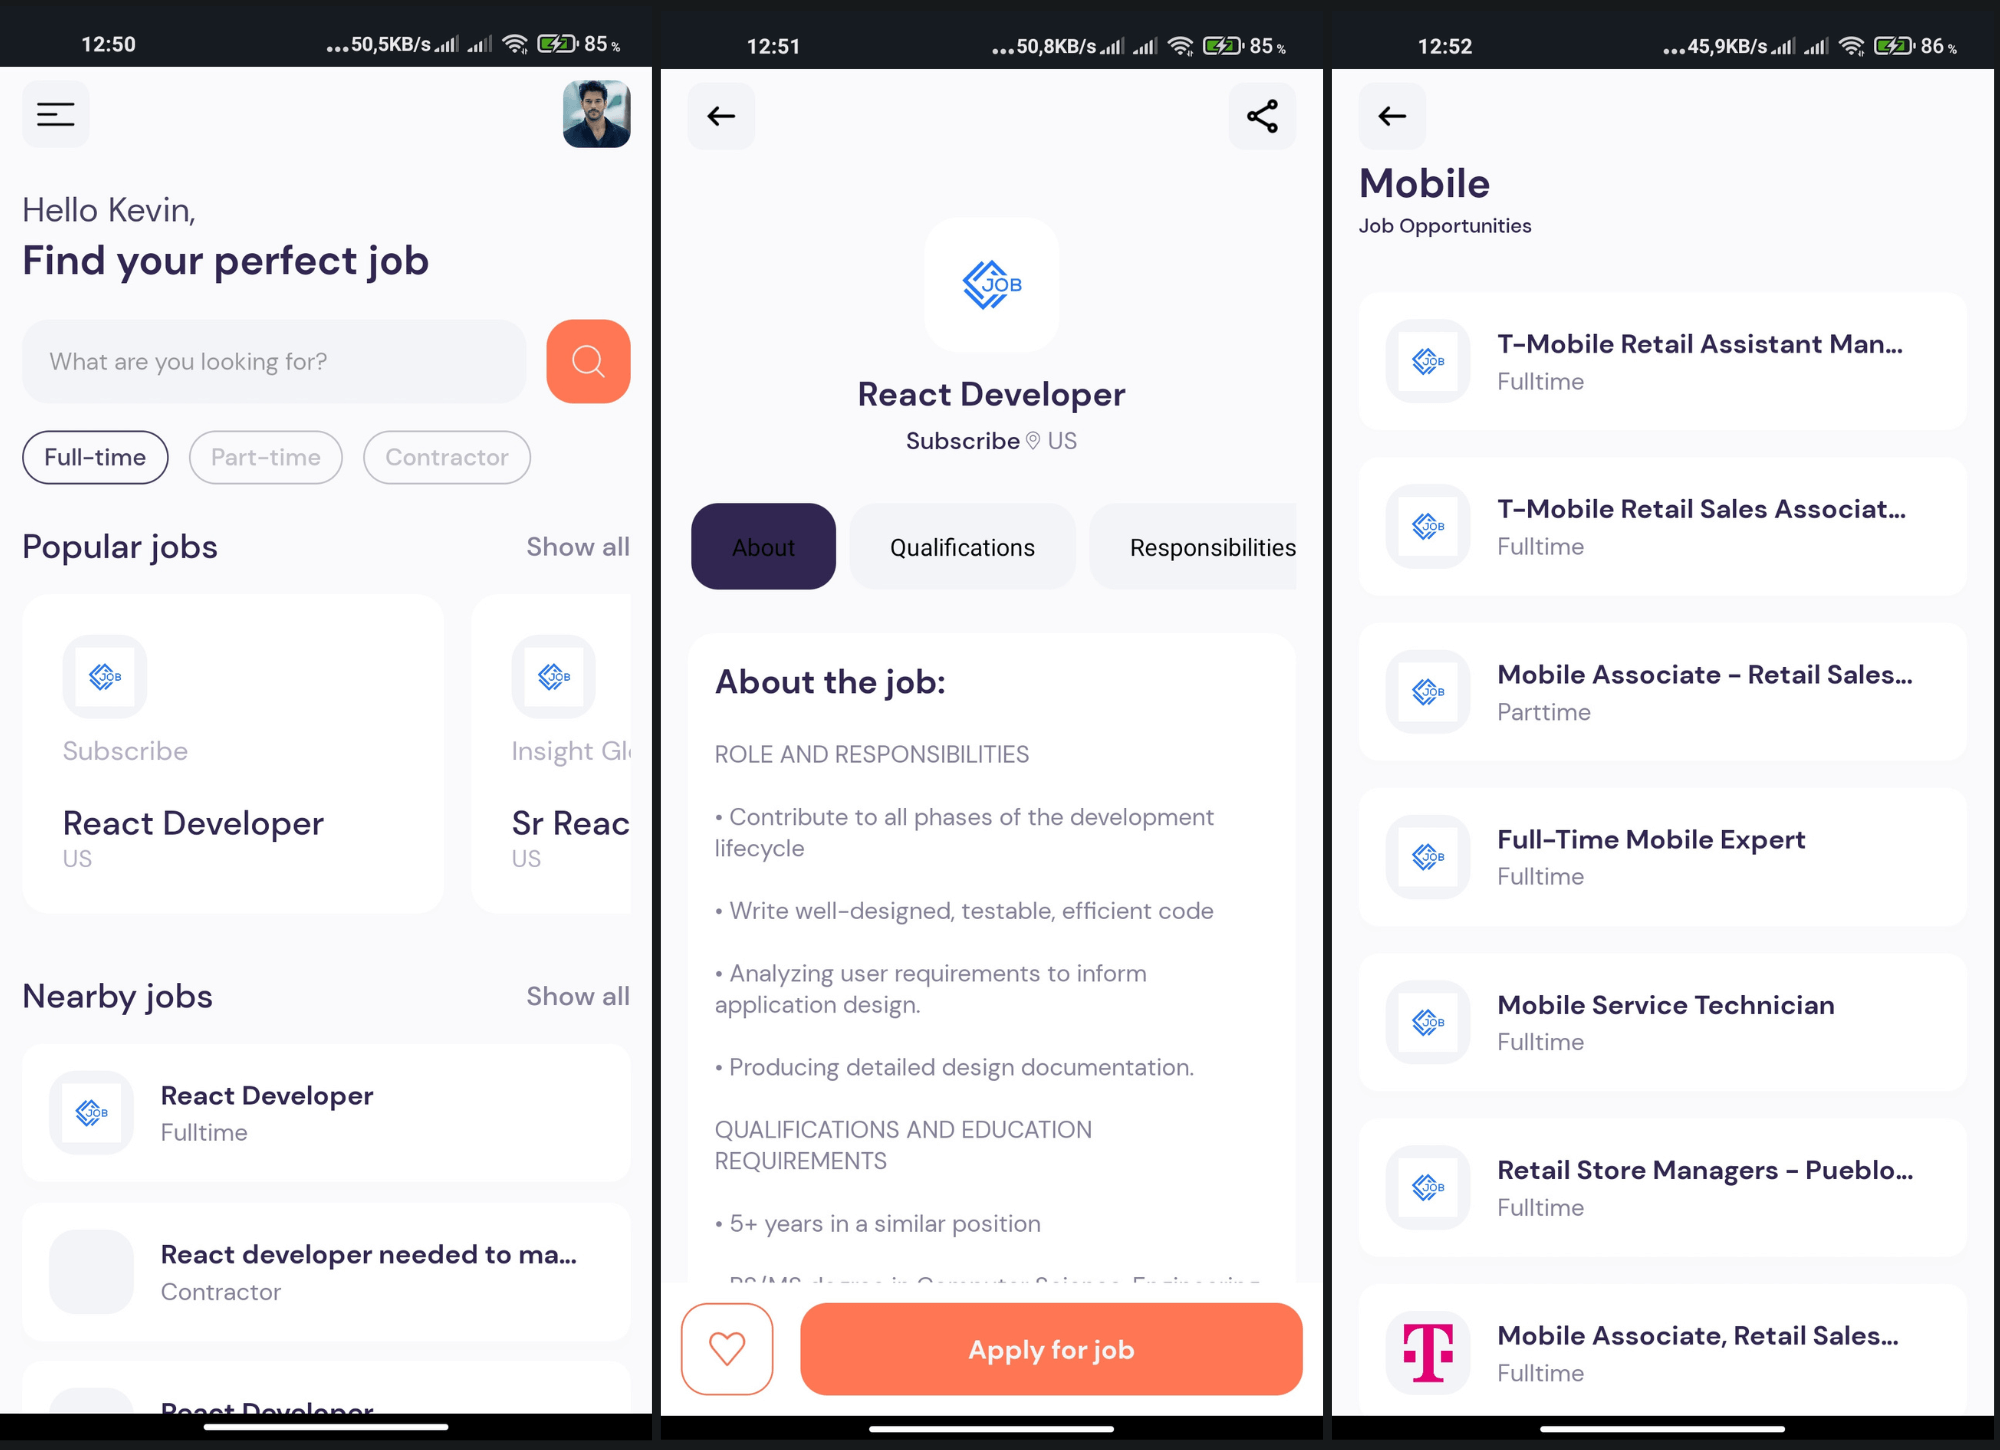 12:50
...50,5KB/s 85 %
Hello Kevin,
Find your perfect job
What are you looking for?
Full-time
Part-time
Contractor
Popular jobs
Show all
JOB
Subscribe
React Developer
US
JOB
Insight Gl
Sr Reac
US
Nearby jobs
Show all
JOB
React Developer
Fulltime
React developer needed to ma...
Contractor
React Developer
12:51
...50,8KB/s 85 %
JOB
React Developer
Subscribe US
About
Qualifications
Responsibilities
About the job:
ROLE AND RESPONSIBILITIES
• Contribute to all phases of the development
lifecycle
• Write well-designed, testable, efficient code
• Analyzing user requirements to inform
application design.
• Producing detailed design documentation.
QUALIFICATIONS AND EDUCATION
REQUIREMENTS
• 5+ years in a similar position
• BS/MS degree in Computer Science, Engineering
Apply for job
12:52
...45,9KB/s 86 %
Mobile
Job Opportunities
JOB
T-Mobile Retail Assistant Man...
Fulltime
JOB
T-Mobile Retail Sales Associat...
Fulltime
JOB
Mobile Associate - Retail Sales...
Parttime
JOB
Full-Time Mobile Expert
Fulltime
JOB
Mobile Service Technician
Fulltime
JOB
Retail Store Managers - Pueblo...
Fulltime
T
Mobile Associate, Retail Sales...
Fulltime